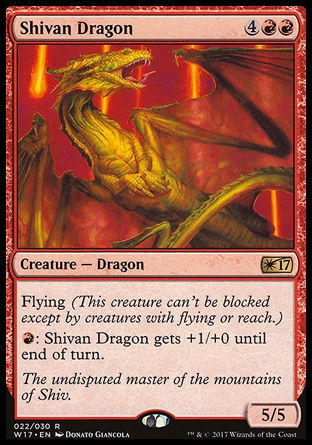 Shivan Dragon 4
Creature — Dragon 17
Flying (This creature can't be blocked
except by creatures with flying or reach.)
: Shivan Dragon gets +1/+0 until
end of turn.
The undisputed master of the mountains
of Shiv.
5/5
022/030 R
W17 • EN Donato Giancola ™ & © 2017 Wizards of the Coast